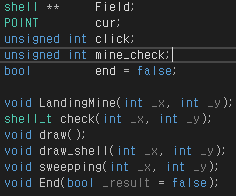 shell ** Field;
POINT cur;
unsigned int click;
unsigned int mine_check;
bool end = false;
void LandingMine(int _x, int _y);
shell_t check(int _x, int _y);
void draw();
void draw_shell(int _x, int _y);
void sweepping(int _x, int _y);
void End(bool _result = false);